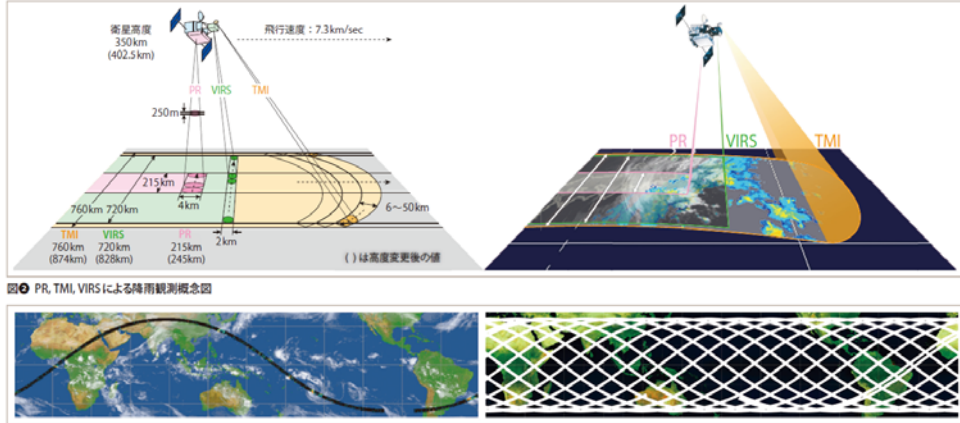 衛星高度
350km
(402.5km)
飛行速度：7.3km/sec
PR
VIRS
TMI
250m
215km
4km
760km
720km
2km
6〜50km
TMI
760km
(874km)
VIRS
720km
(828km)
PR
215km
(245km)
( )は高度変更後の値
PR
VIRS
TMI
図❷ PR, TMI, VIRSによる降雨観測概念図